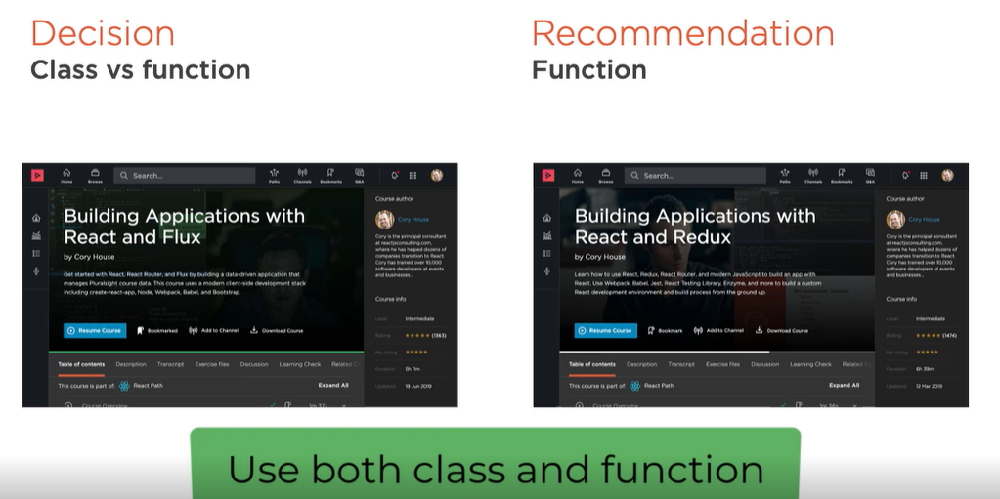 Decision
Class vs function
Recommendation
Function
Home
Browse
Search...
Paths
Channels
Bookmarks
Q&A
Building Applications with
React and Flux
by Cory House
Get started with React, React Router, and Flux by building a data-driven application that
manages Pluralsight course data. This course uses a modern client-side development stack
including create-react-app, Node, Webpack, Babel, and Bootstrap.
Resume Course
Bookmarked
Add to Channel
Download Course
Table of contents
Description
Transcript
Exercise files
Discussion
Learning Check
Related
This course is part of:
React Path
Expand All
Course Overview
1m 37s
Course author
Cory House
Cory is the principal consultant
at reactjsconsulting.com,
where he has helped dozens of
companies transition to React.
Cory has trained over 10,000
software developers at events
and businesses...
Course info
Level
Intermediate
Rating
(1363)
My rating
Duration
5h 11m
Updated
19 Jun 2019
Home
Browse
Search...
Paths
Channels
Bookmarks
Q&A
Building Applications with
React and Redux
by Cory House
Learn how to use React, Redux, React Router, and modern JavaScript to build an app with
React. Use Webpack, Babel, Jest, React Testing Library, Enzyme, and more to build a custom
React development environment and build process from the ground up.
Resume Course
Bookmark
Add to Channel
Download Course
Table of contents
Description
Transcript
Exercise files
Discussion
Learning Check
Related
This course is part of:
React Path
Expand All
Course Overview
1m 36s
Course author
Cory House
Cory is the principal consultant
at reactjsconsulting.com,
where he has helped dozens of
companies transition to React.
Cory has trained over 10,000
software developers at events
and businesses...
Course info
Level
Intermediate
Rating
(1474)
My rating
Duration
6h 39m
Updated
12 Mar 2019
Use both class and function